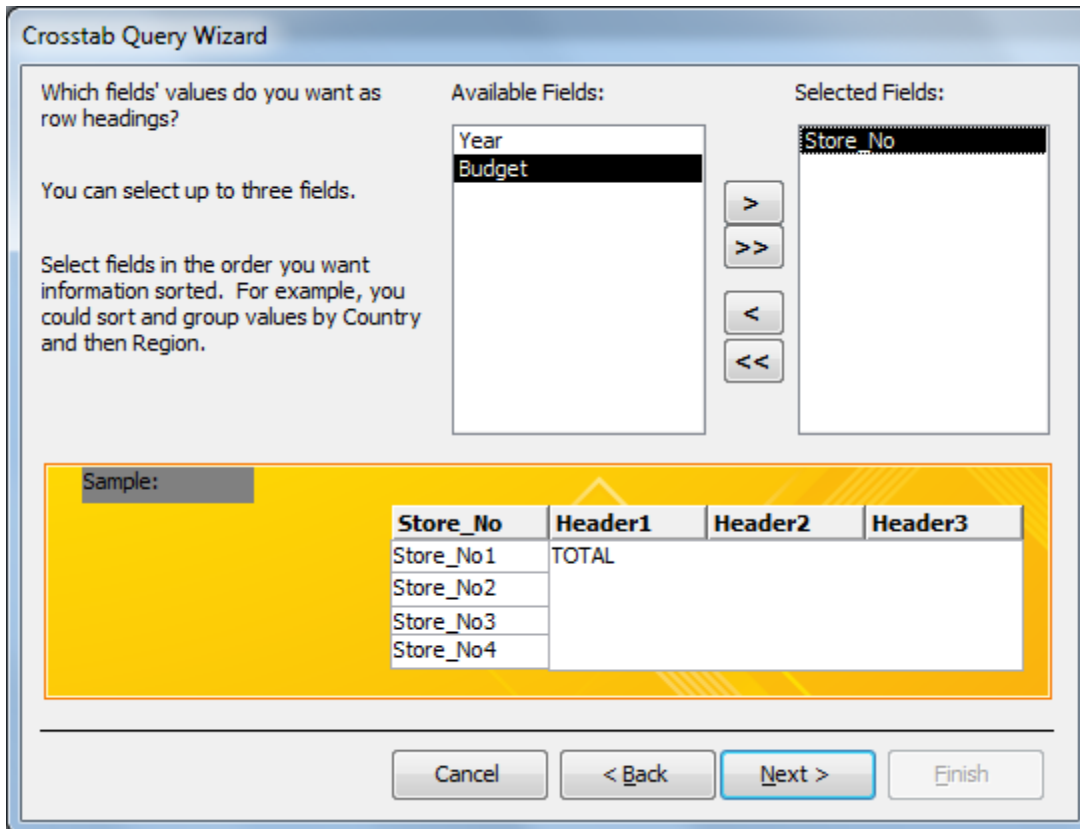 Crosstab Query Wizard
Which fields' values do you want as
row headings?
You can select up to three fields.
Select fields in the order you want
information sorted.  For example, you
could sort and group values by Country
and then Region.
Available Fields:
Year
Budget
>
>>
<
<<
Selected Fields:
Store_No
Sample:
Store_No Header1 Header2 Header3
Store_No1 TOTAL
Store_No2
Store_No3
Store_No4
Cancel < Back Next > Finish